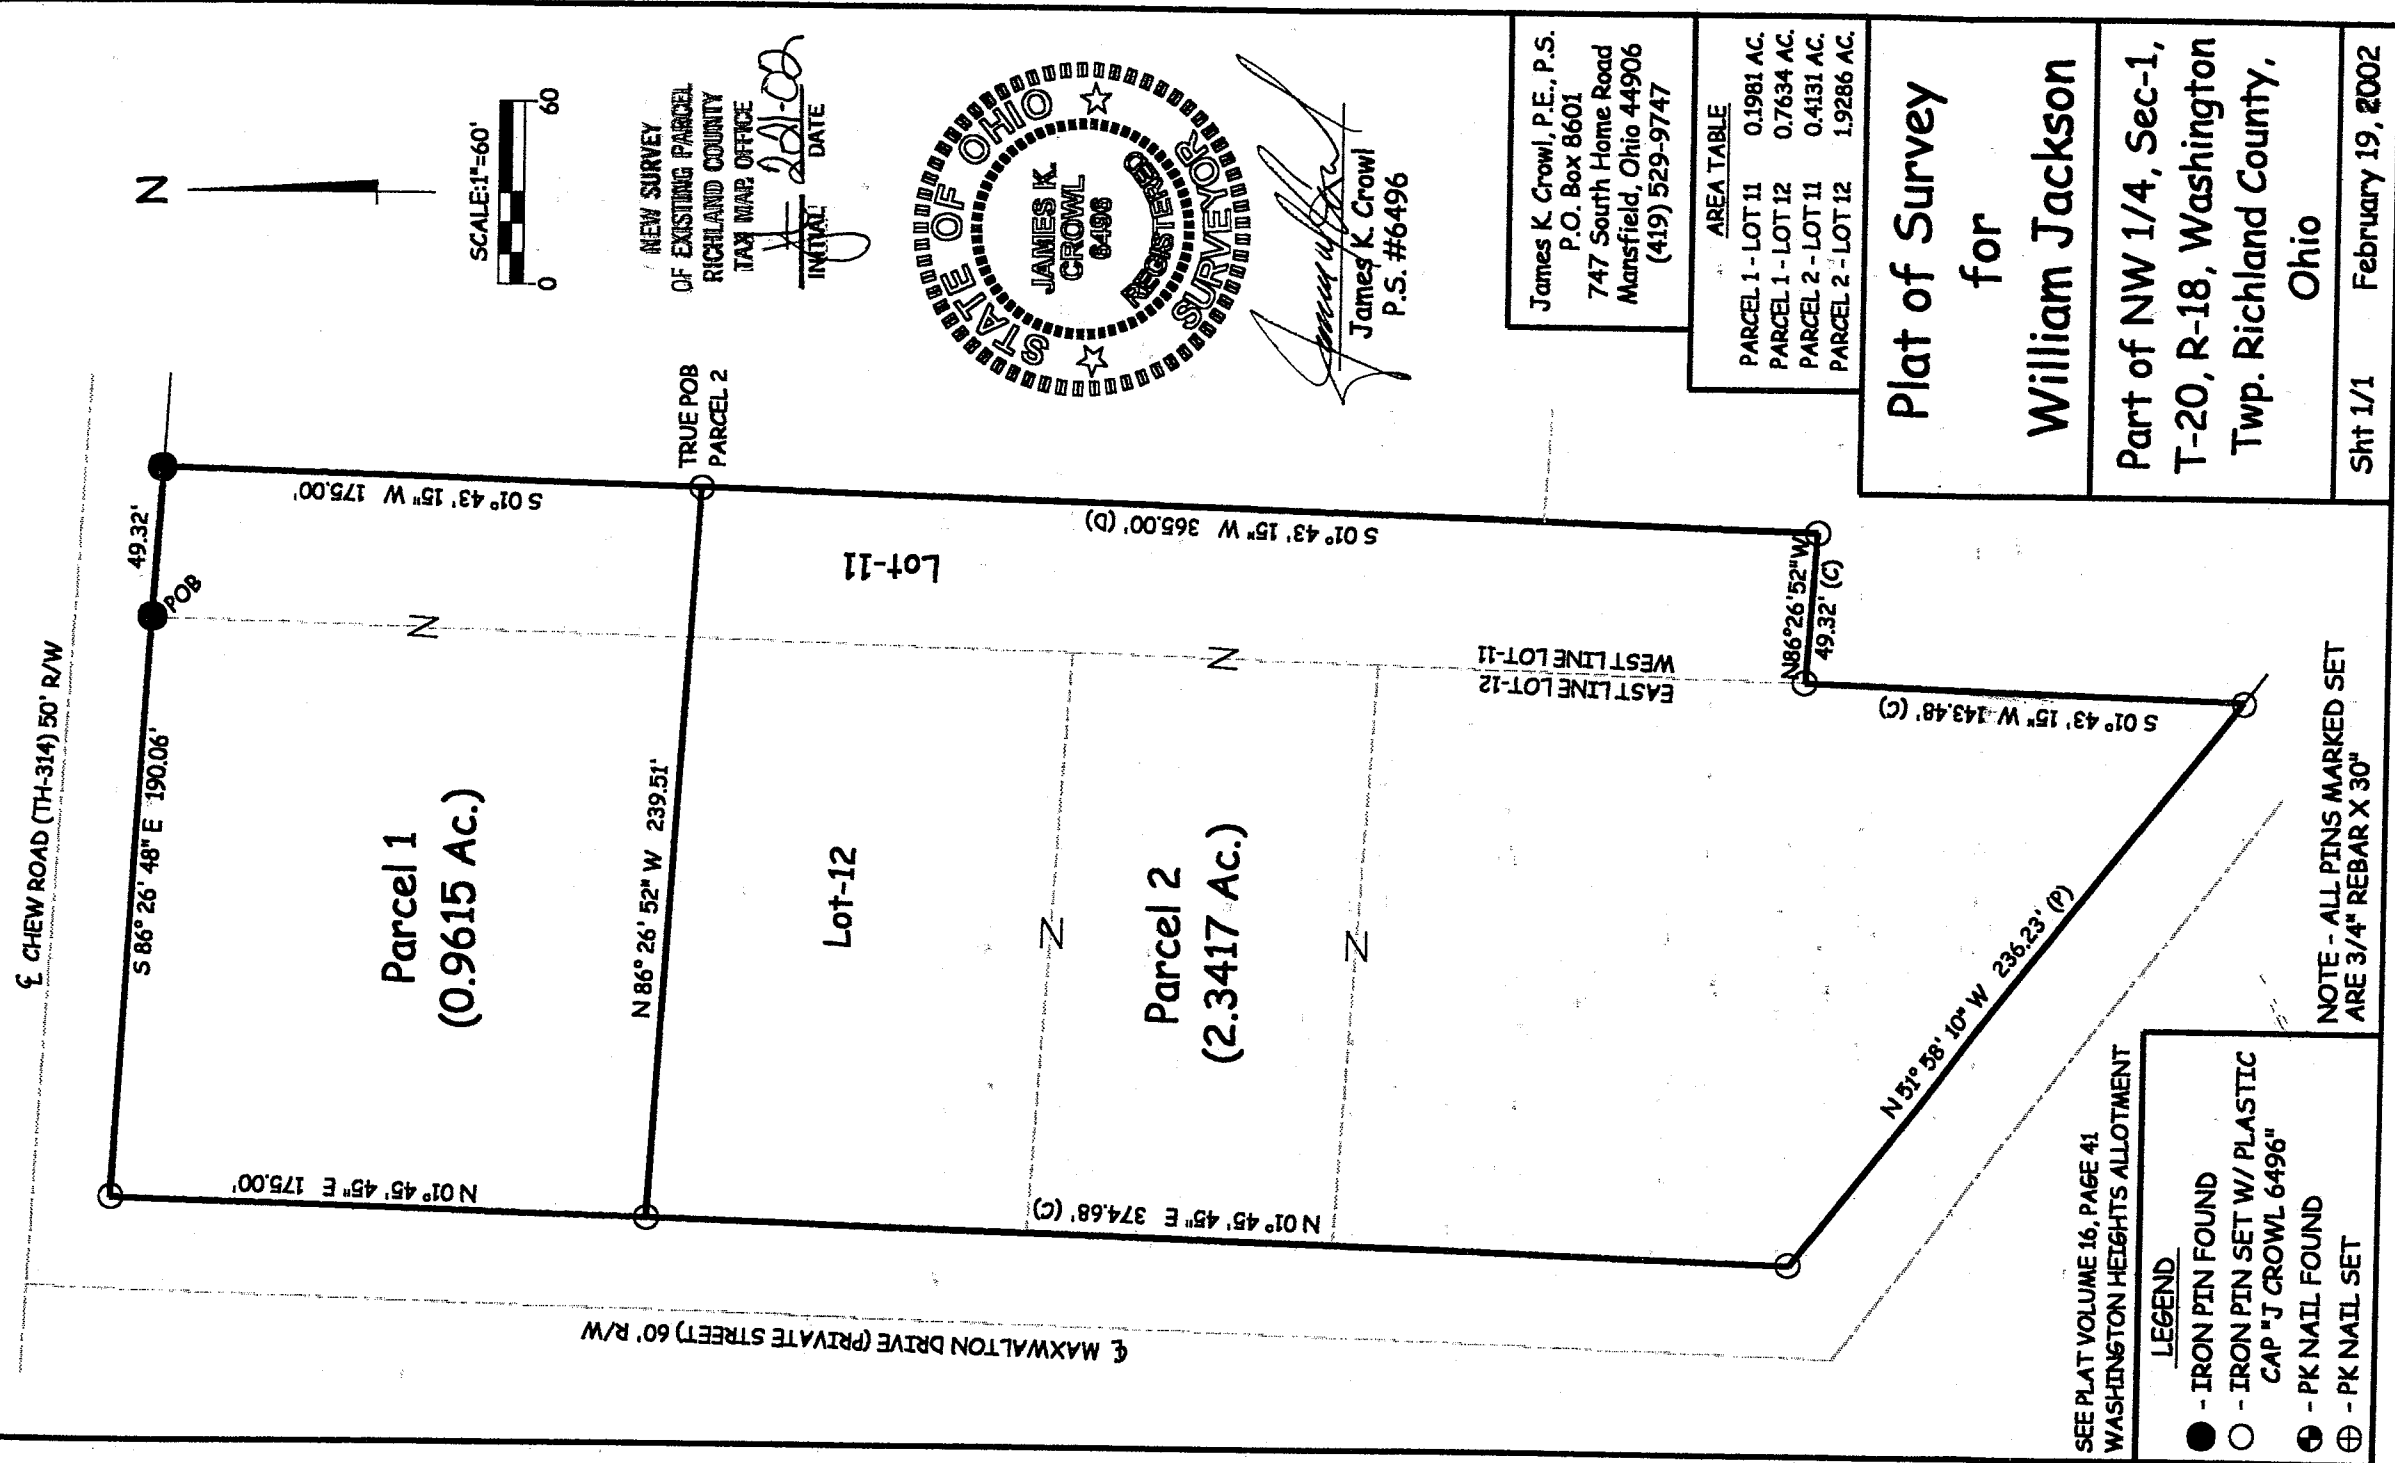 ℄ CHEW ROAD (TH-314) 50' R/W
S 86° 26' 48" E 190.06'
49.32'
POB
N 01° 45' 45" E 175.00'
S 01° 43' 15" W 175.00'
Parcel 1
(0.9615 Ac.)
N 86° 26' 52" W 239.51'
TRUE POB
PARCEL 2
Lot-12
Lot-11
Parcel 2
(2.3417 Ac.)
Z
Z
Z
Z
N 01° 45' 45" E 374.68' (C)
S 01° 43' 15" W 365.00' (D)
EAST LINE LOT-12
WEST LINE LOT-11
N86°26'52"W
49.32' (C)
S 01° 43' 15" W 143.48' (C)
N 51° 58' 10" W 236.23' (P)
℄ MAXWALTON DRIVE (PRIVATE STREET) 60' R/W
N
SCALE:1"=60'
0 60
NEW SURVEY
OF EXISTING PARCEL
RICHLAND COUNTY
TAX MAP OFFICE
2-21-02
INITIAL DATE
STATE OF OHIO
JAMES K.
CROWL
6496
REGISTERED
SURVEYOR
James K. Crowl
P.S. #6496
James K. Crowl, P.E., P.S.
P.O. Box 8601
747 South Home Road
Mansfield, Ohio 44906
(419) 529-9747
AREA TABLE
PARCEL 1 - LOT 11 0.1981 AC.
PARCEL 1 - LOT 12 0.7634 AC.
PARCEL 2 - LOT 11 0.4131 AC.
PARCEL 2 - LOT 12 1.9286 AC.
Plat of Survey
for
William Jackson
Part of NW 1/4, Sec-1,
T-20, R-18, Washington
Twp. Richland County,
Ohio
Sht 1/1 February 19, 2002
SEE PLAT VOLUME 16, PAGE 41
WASHINGTON HEIGHTS ALLOTMENT
LEGEND
● - IRON PIN FOUND
○ - IRON PIN SET W/ PLASTIC
CAP "J CROWL 6496"
- PK NAIL FOUND
⊕ - PK NAIL SET
NOTE - ALL PINS MARKED SET
ARE 3/4" REBAR X 30"